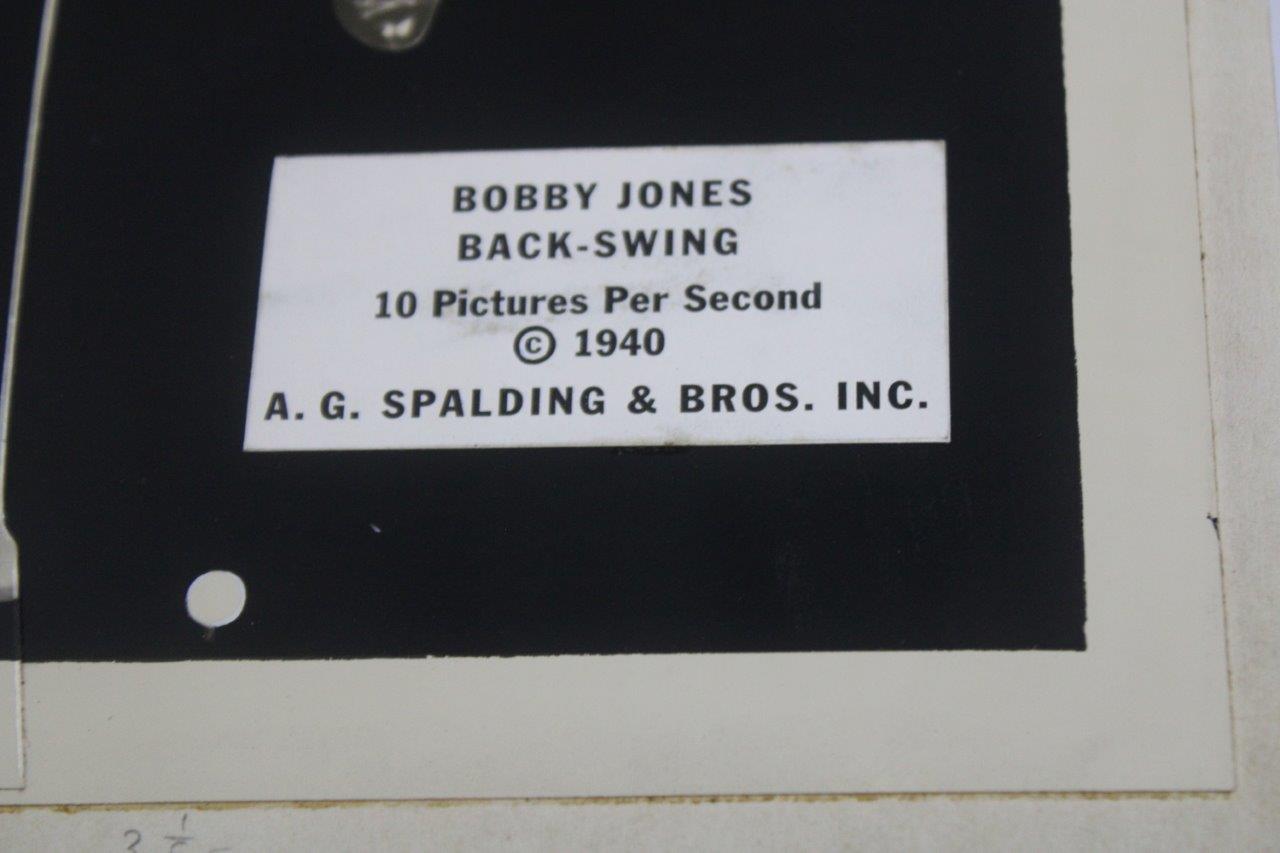 BOBBY JONES
BACK-SWING
10 Pictures Per Second
© 1940
A. G. SPALDING & BROS. INC.